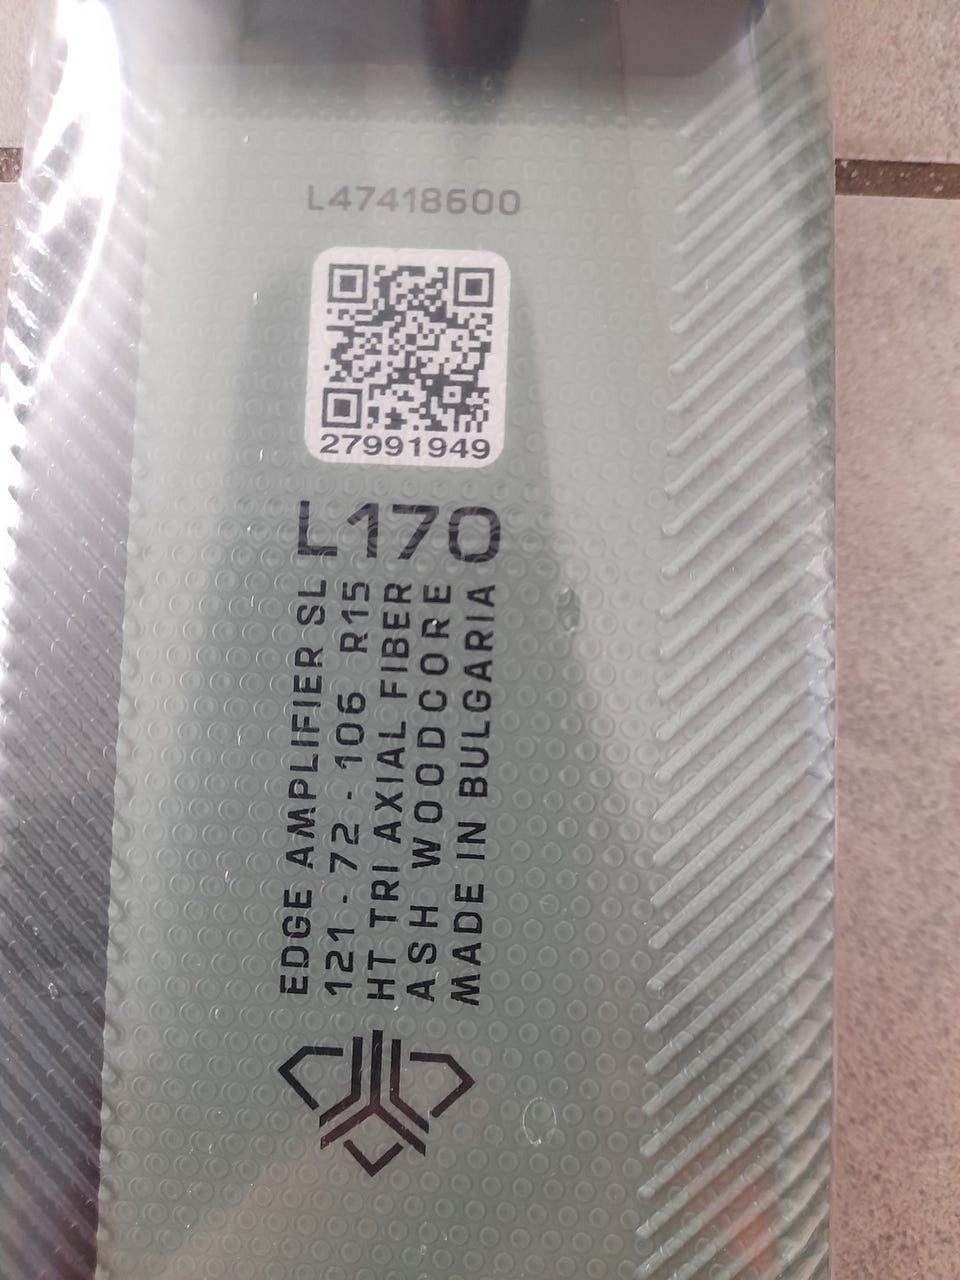 L47418600
27991949
L170
EDGE AMPLIFIER SL
121 - 72 - 106 R15
HT TRI AXIAL FIBER
ASH WOODCORE
MADE IN BULGARIA